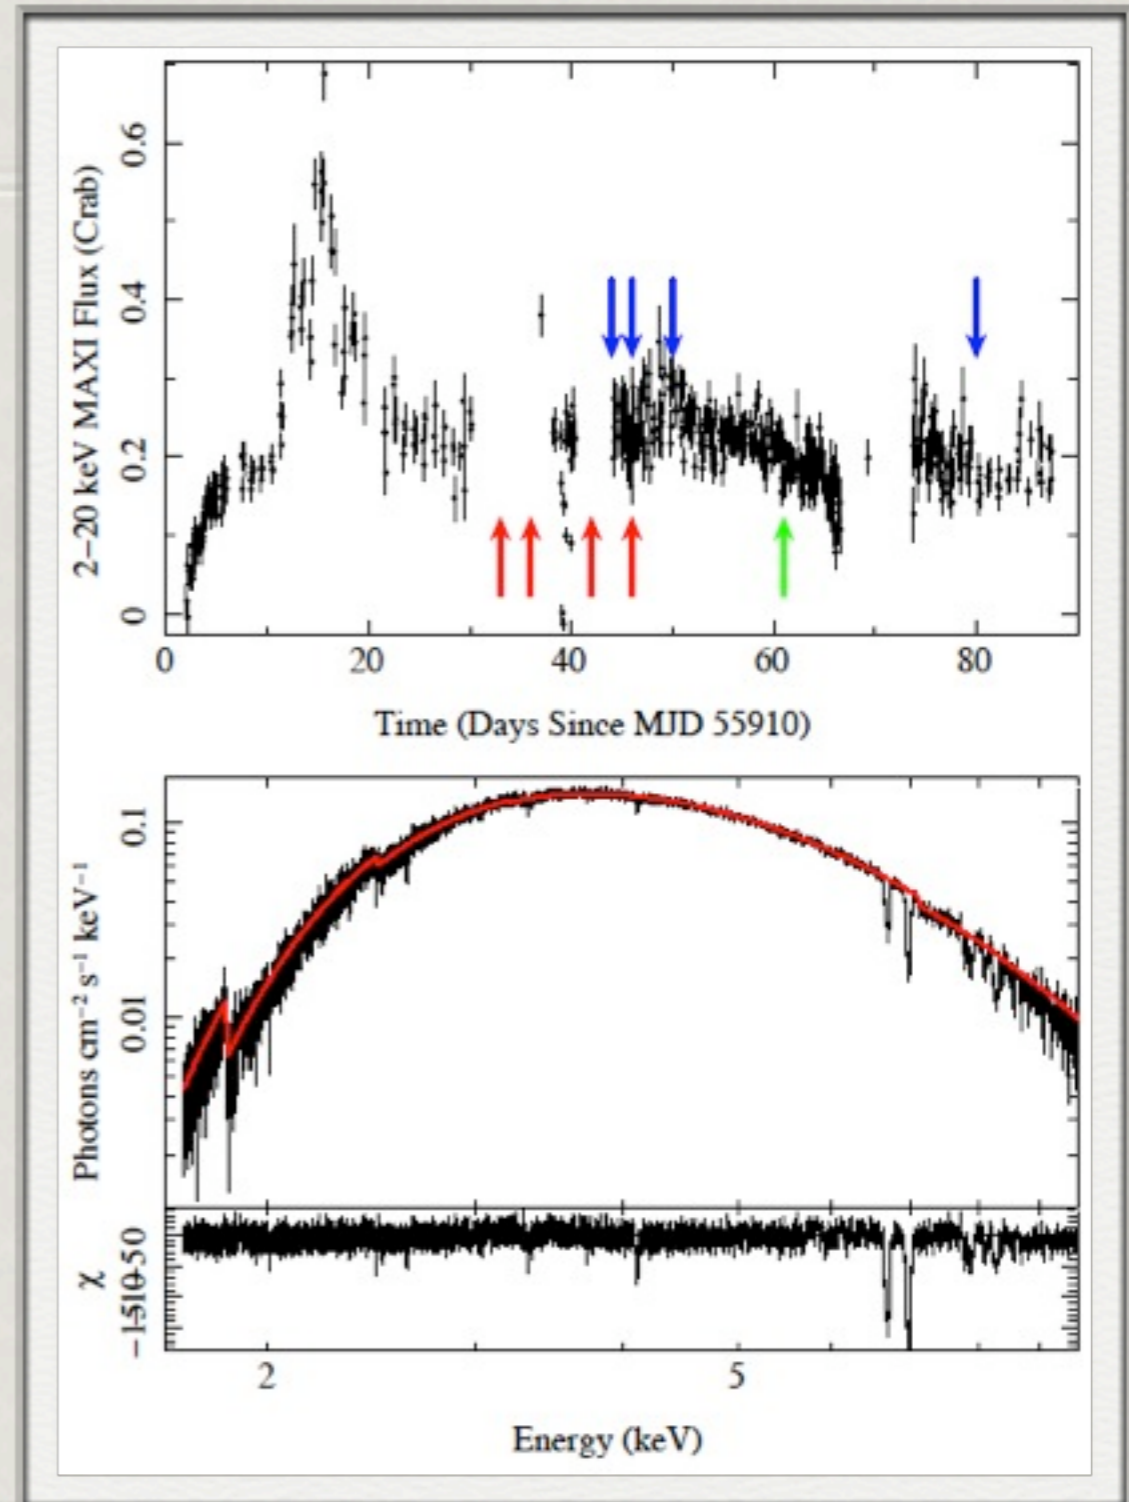 2–20 keV MAXI Flux (Crab)
0.6
0.4
0.2
0
0 20 40 60 80
Time (Days Since MJD 55910)
Photons cm⁻² s⁻¹ keV⁻¹
0.1
0.01
χ
2 5
Energy (keV)